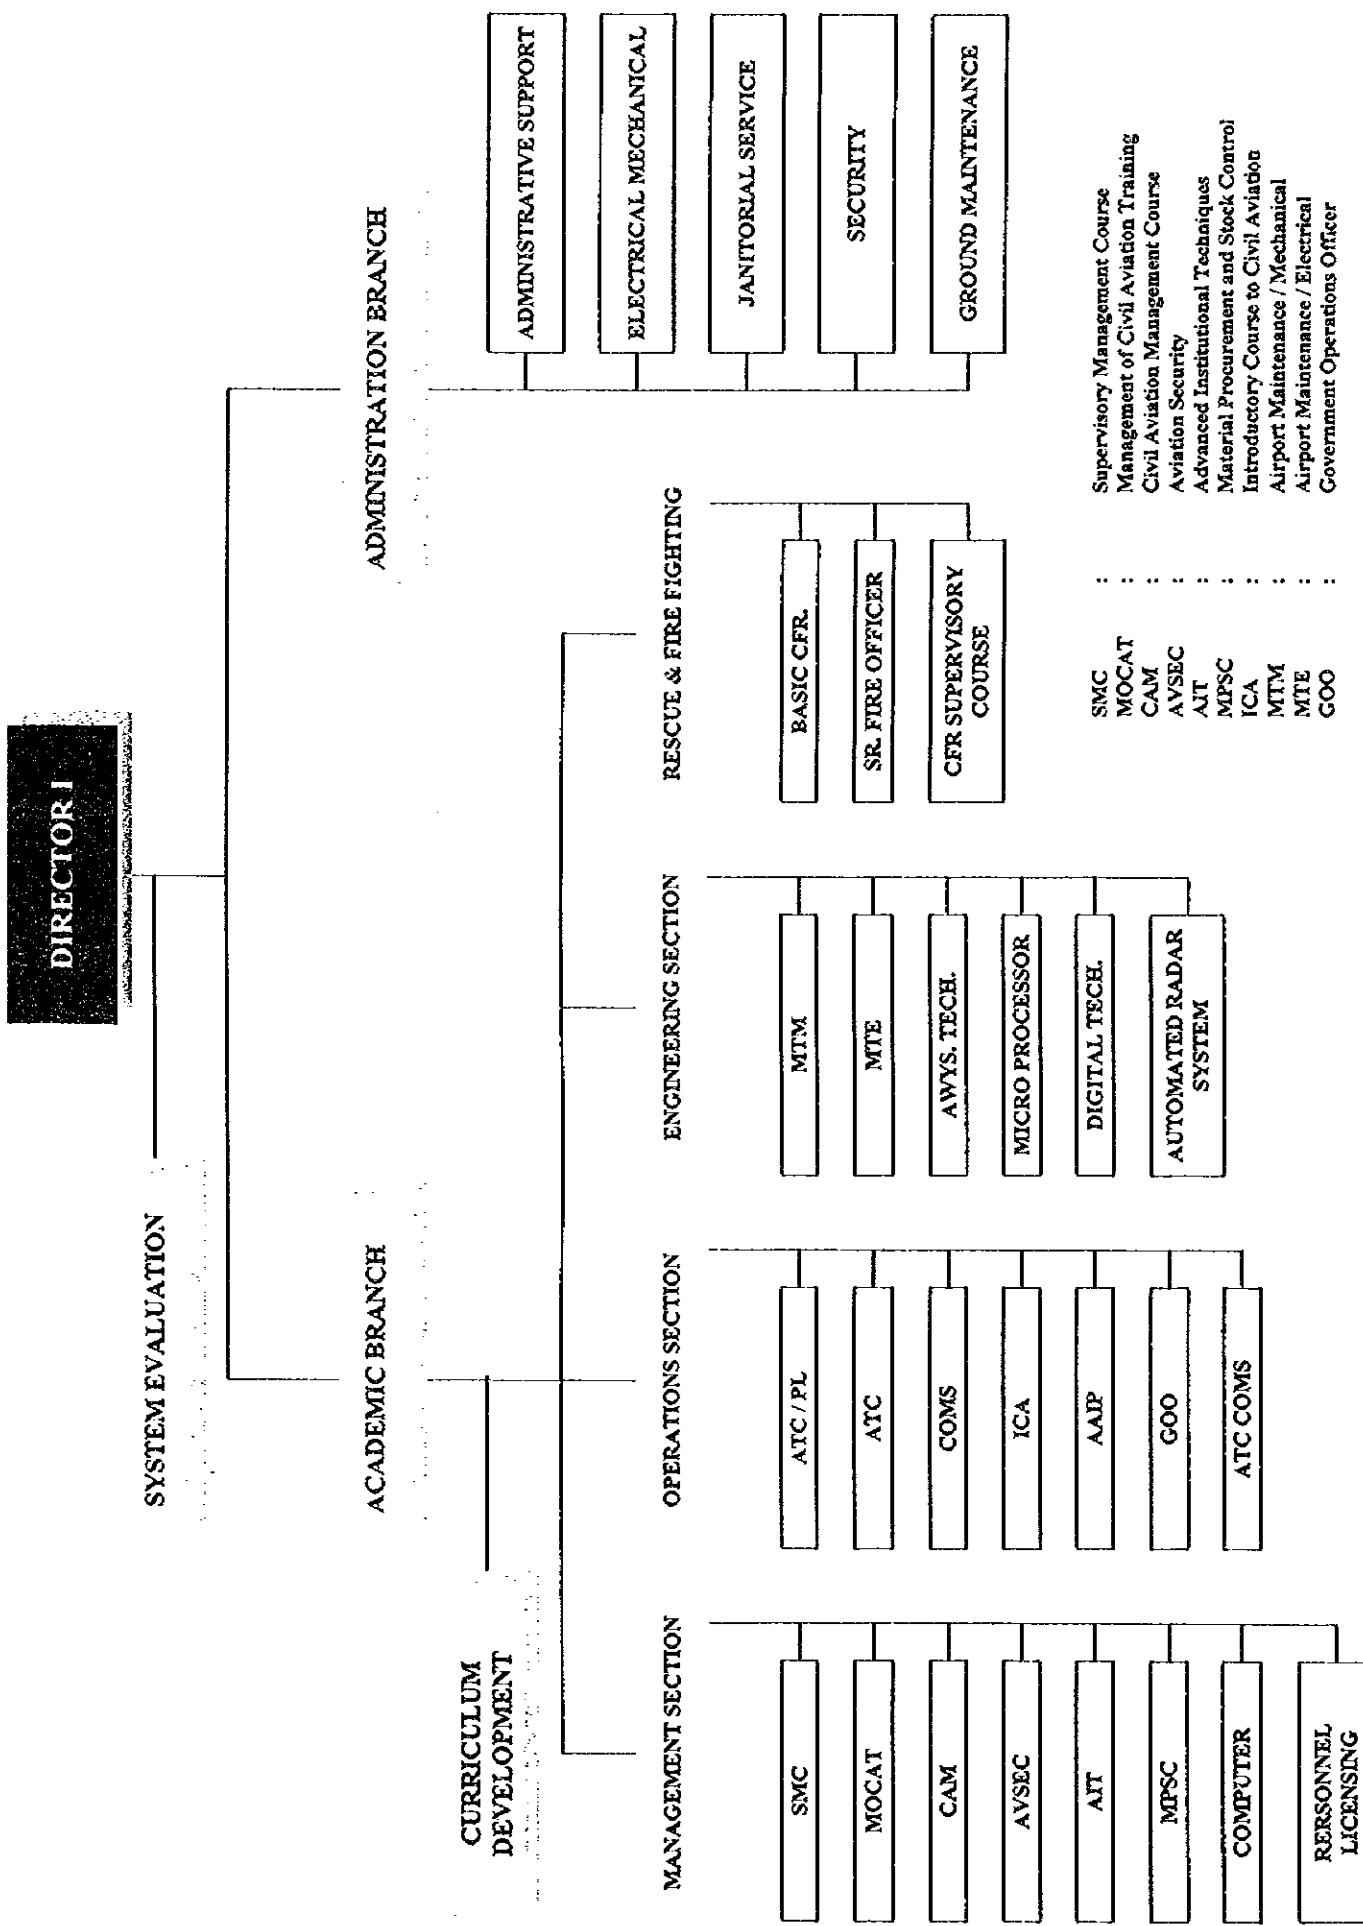 DIRECTOR I
SYSTEM EVALUATION
ACADEMIC BRANCH
ADMINISTRATION BRANCH
CURRICULUM
DEVELOPMENT
MANAGEMENT SECTION
SMC
MOCAT
CAM
AVSEC
AIT
MPSC
COMPUTER
RERSONNEL
LICENSING
OPERATIONS SECTION
ATC / PL
ATC
COMS
ICA
AAIP
GOO
ATC COMS
ENGINEERING SECTION
MTM
MTE
AWYS. TECH.
MICRO PROCESSOR
DIGITAL TECH.
AUTOMATED RADAR
SYSTEM
RESCUE & FIRE FIGHTING
BASIC CFR.
SR. FIRE OFFICER
CFR SUPERVISORY
COURSE
ADMINISTRATIVE SUPPORT
ELECTRICAL MECHANICAL
JANITORIAL SERVICE
SECURITY
GROUND MAINTENANCE
SMC : Supervisory Management Course
MOCAT : Management of Civil Aviation Training
CAM : Civil Aviation Management Course
AVSEC : Aviation Security
AIT : Advanced Institutional Techniques
MPSC : Material Procurement and Stock Control
ICA : Introductory Course to Civil Aviation
MTM : Airport Maintenance / Mechanical
MTE : Airport Maintenance / Electrical
GOO : Government Operations Officer